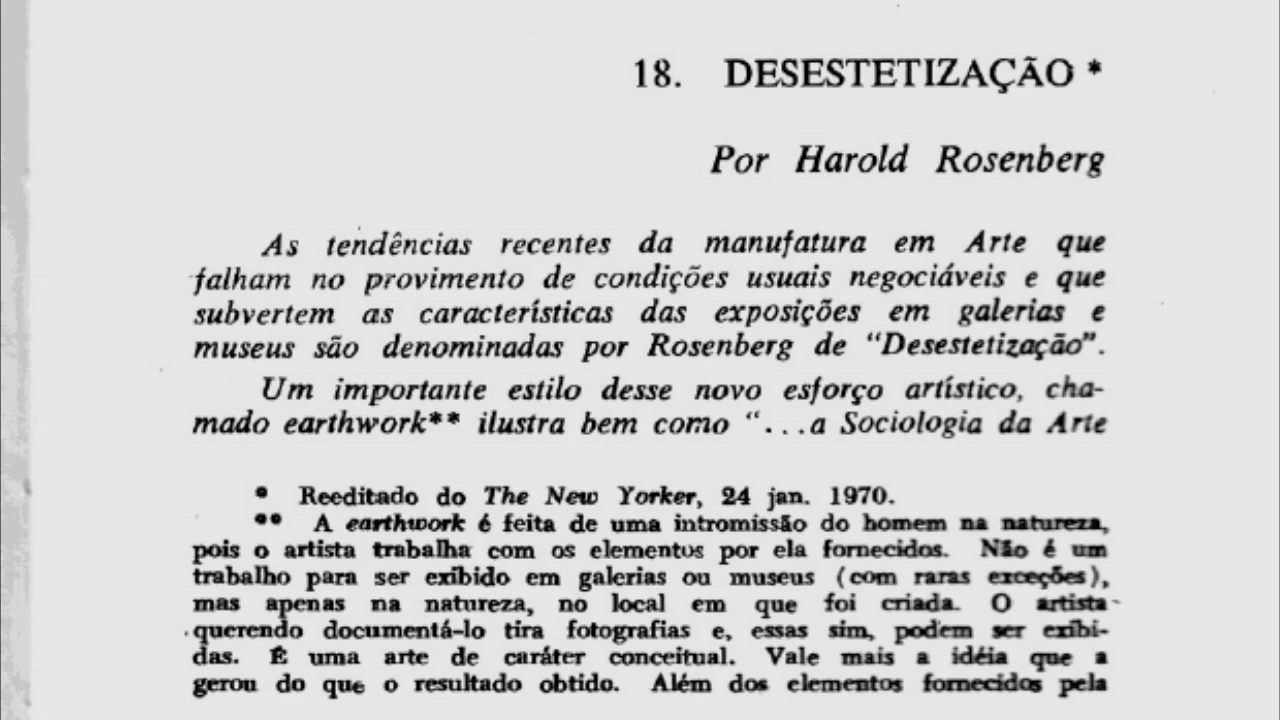 18. DESESTETIZAÇÃO *
Por Harold Rosenberg
As tendências recentes da manufatura em Arte que
falham no provimento de condições usuais negociáveis e que
subvertem as características das exposições em galerias e
museus são denominadas por Rosenberg de “Desestetização”.
Um importante estilo desse novo esforço artístico, cha-
mado earthwork** ilustra bem como “...a Sociologia da Arte
* Reeditado do The New Yorker, 24 jan. 1970.
** A earthwork é feita de uma intromissão do homem na natureza,
pois o artista trabalha com os elementos por ela fornecidos. Não é um
trabalho para ser exibido em galerias ou museus (com raras exceções),
mas apenas na natureza, no local em que foi criada. O artista
querendo documentá-lo tira fotografias e, essas sim, podem ser exibi-
das. É uma arte de caráter conceitual. Vale mais a idéia que a
gerou do que o resultado obtido. Além dos elementos fornecidos pela